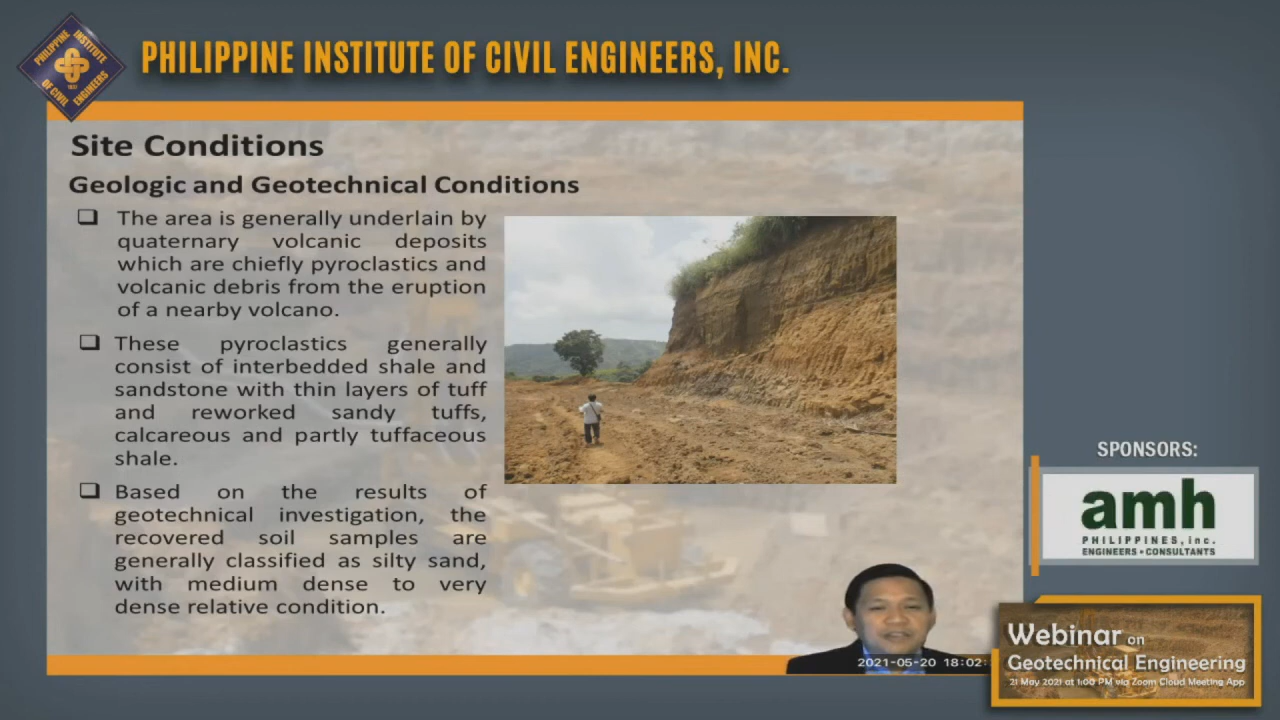 PHILIPPINE INSTITUTE
OF CIVIL ENGINEERS
PHILIPPINE INSTITUTE OF CIVIL ENGINEERS, INC.
Site Conditions
Geologic and Geotechnical Conditions
The area is generally underlain by
quaternary volcanic deposits
which are chiefly pyroclastics and
volcanic debris from the eruption
of a nearby volcano.
These pyroclastics generally
consist of interbedded shale and
sandstone with thin layers of tuff
and reworked sandy tuffs,
calcareous and partly tuffaceous
shale.
Based on the results of
geotechnical investigation, the
recovered soil samples are
generally classified as silty sand,
with medium dense to very
dense relative condition.
SPONSORS:
amh
PHILIPPINES, inc.
ENGINEERS • CONSULTANTS
2021-05-20 18:02:
Webinar on
Geotechnical Engineering
21 May 2021 at 1:00 PM via Zoom Cloud Meeting App